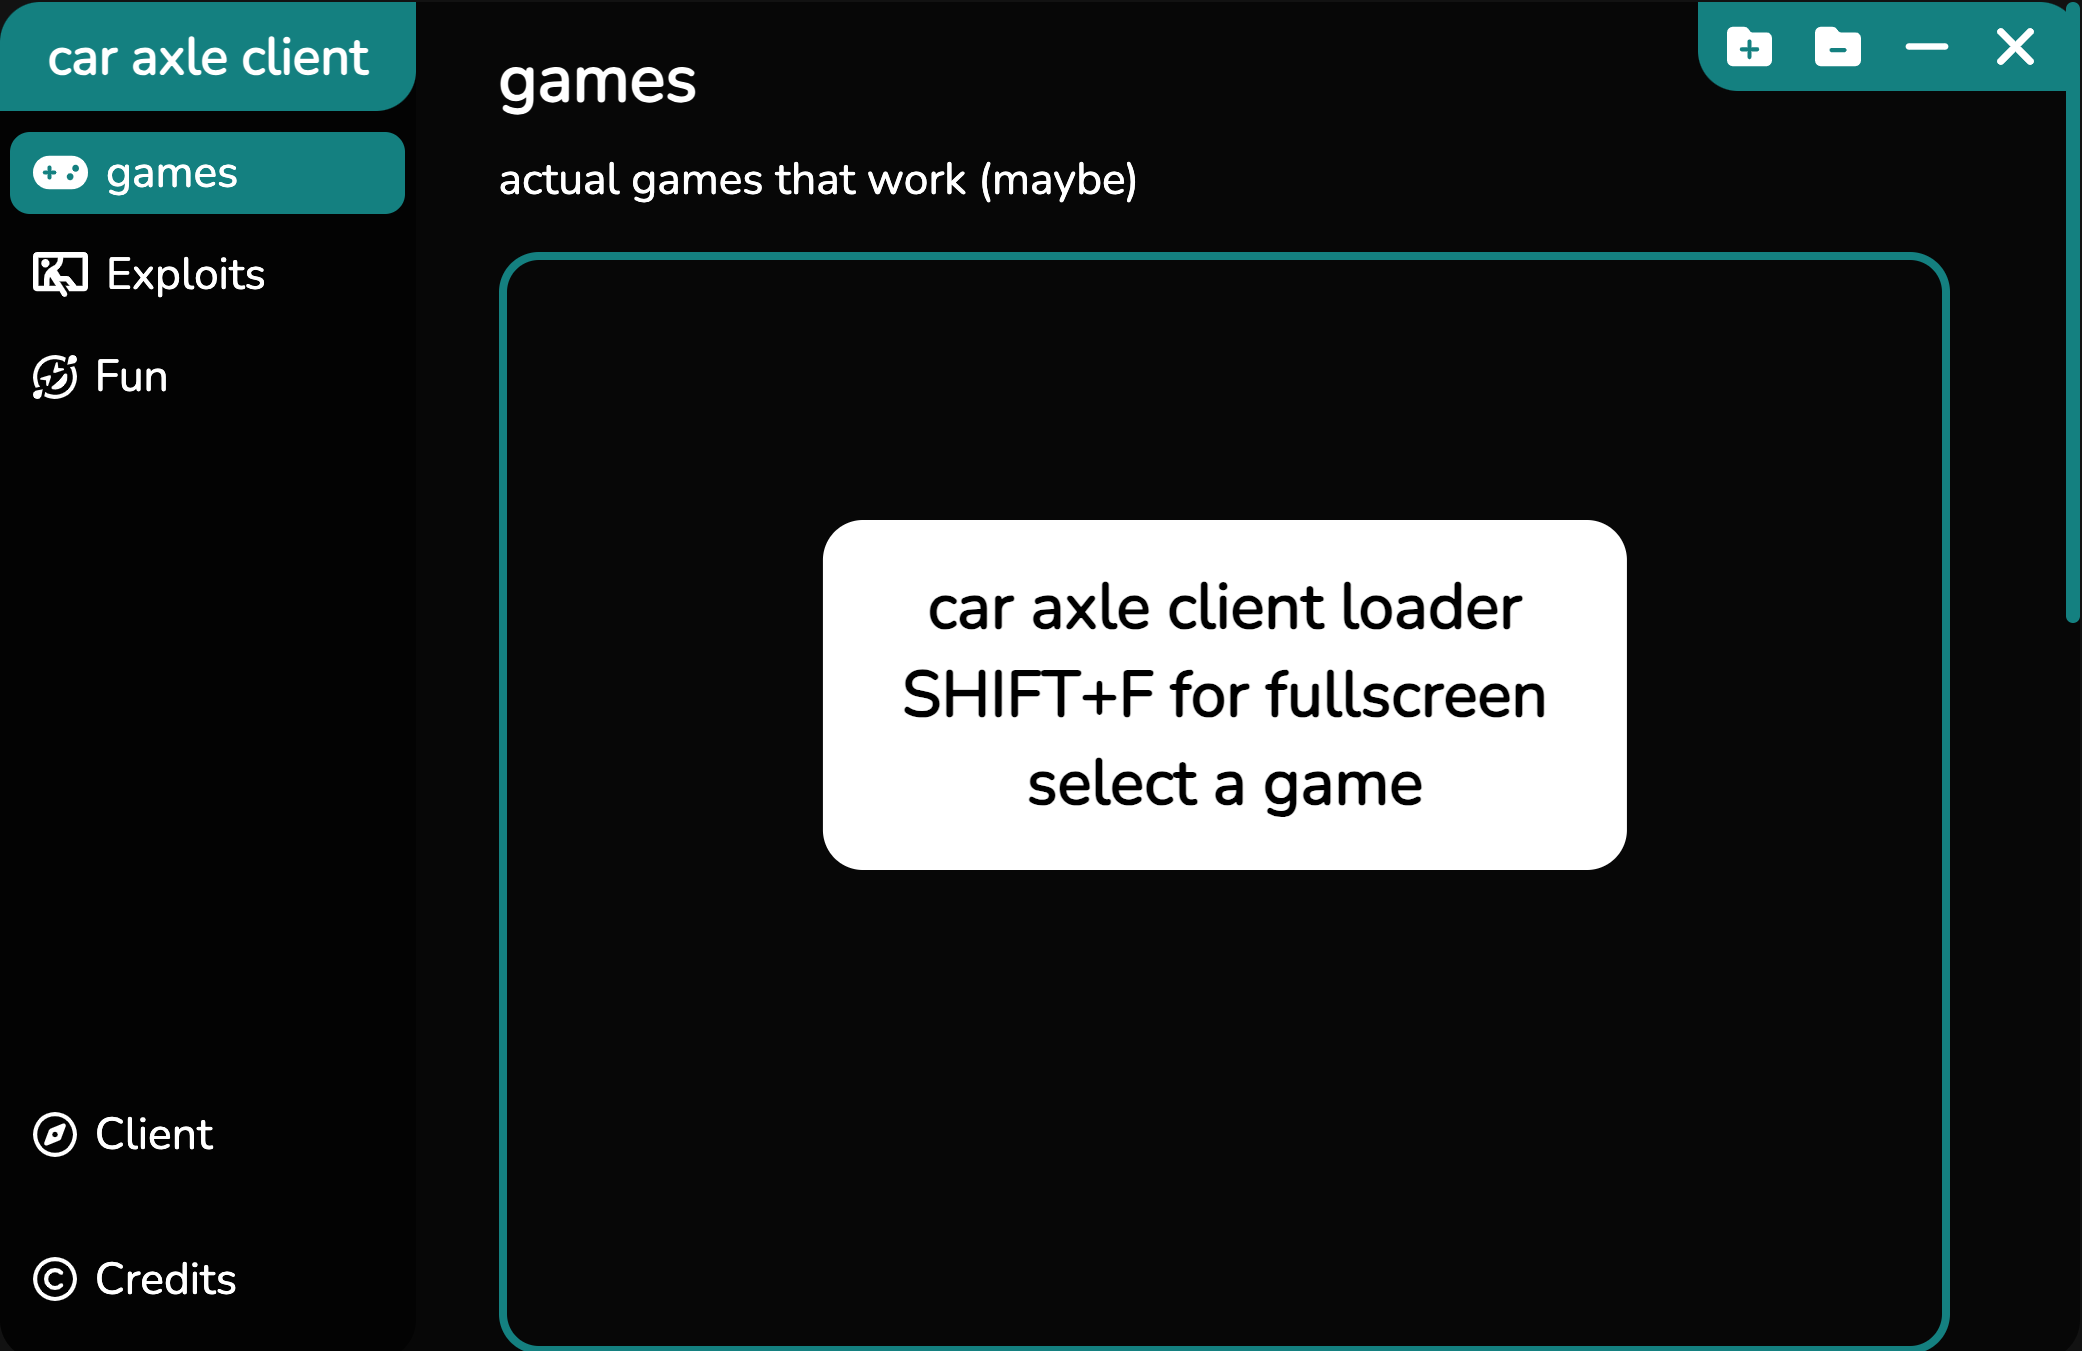 car axle client
games
Exploits
Fun
Client
Credits
games
actual games that work (maybe)
car axle client loader
SHIFT+F for fullscreen
select a game